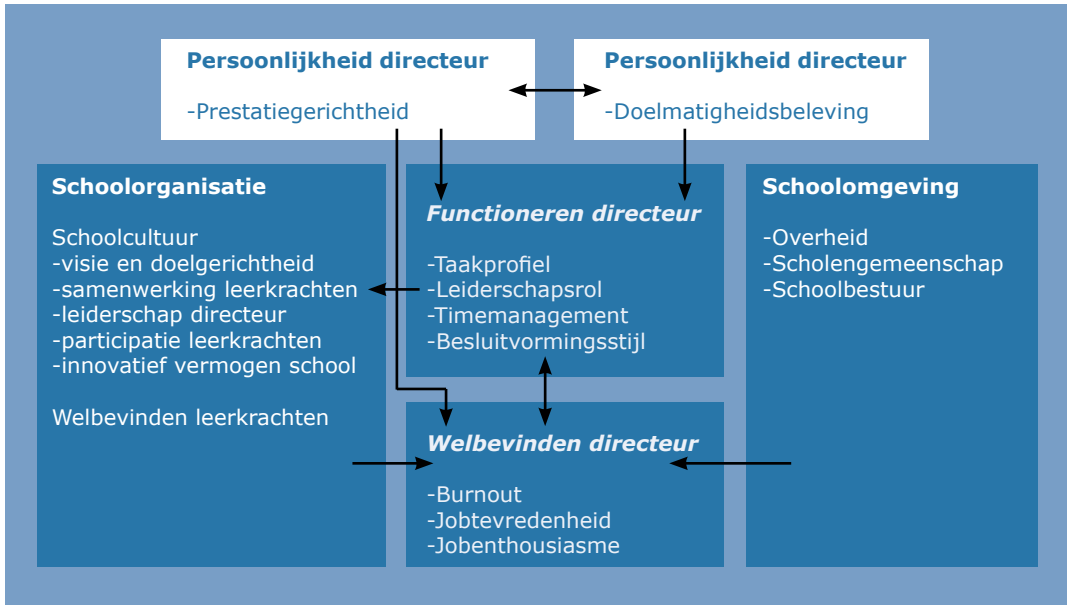 Persoonlijkheid directeur
-Prestatiegerichtheid
Persoonlijkheid directeur
-Doelmatigheidsbeleving
Schoolorganisatie
Schoolcultuur
-visie en doelgerichtheid
-samenwerking leerkrachten
-leiderschap directeur
-participatie leerkrachten
-innovatief vermogen school
Welbevinden leerkrachten
Functioneren directeur
-Taakprofiel
-Leiderschapsrol
-Timemanagement
-Besluitvormingsstijl
Welbevinden directeur
-Burnout
-Jobtevredenheid
-Jobenthousiasme
Schoolomgeving
-Overheid
-Scholengemeenschap
-Schoolbestuur